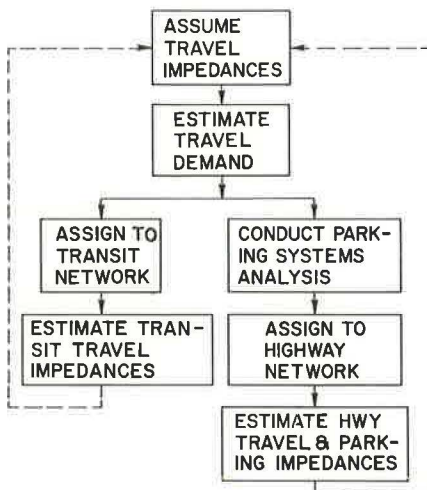 ASSUME
TRAVEL
IMPEDANCES
ESTIMATE
TRAVEL
DEMAND
ASSIGN TO
TRANSIT
NETWORK
CONDUCT PARK-
ING SYSTEMS
ANALYSIS
ESTIMATE TRAN-
SIT TRAVEL
IMPEDANCES
ASSIGN TO
HIGHWAY
NETWORK
ESTIMATE HWY
TRAVEL & PARK-
ING IMPEDANCES